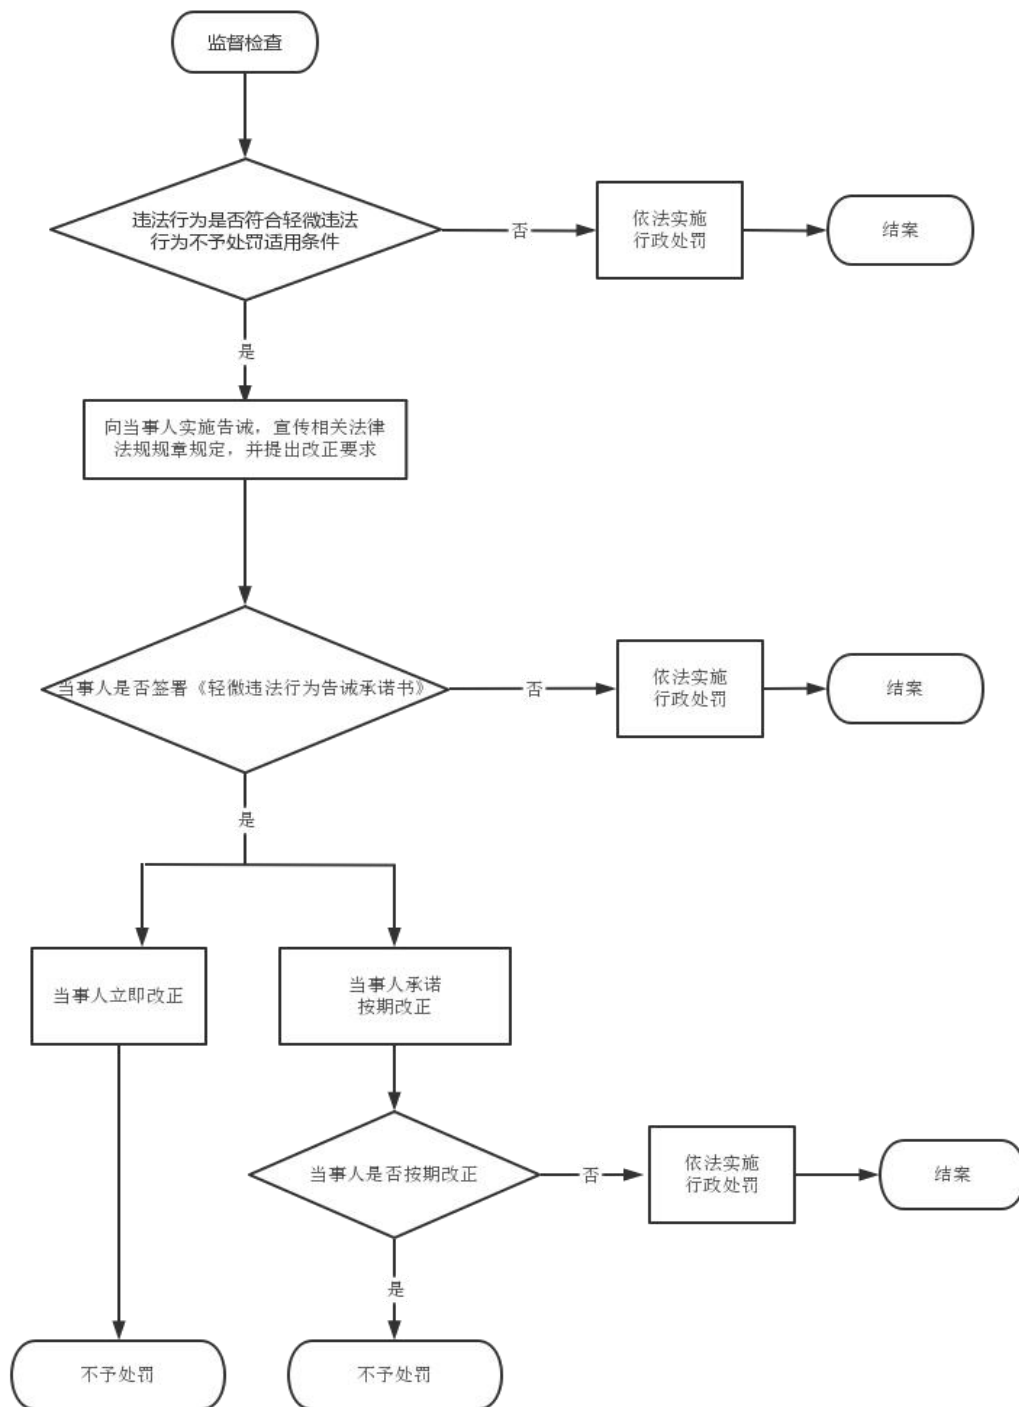 监督检查
违法行为是否符合轻微违法
行为不予处罚适用条件
否
依法实施
行政处罚
结案
是
向当事人实施告诫，宣传相关法律
法规规章规定，并提出改正要求
当事人是否签署《轻微违法行为告诫承诺书》
否
依法实施
行政处罚
结案
是
当事人立即改正
当事人承诺
按期改正
当事人是否按期改正
否
依法实施
行政处罚
结案
是
不予处罚
不予处罚